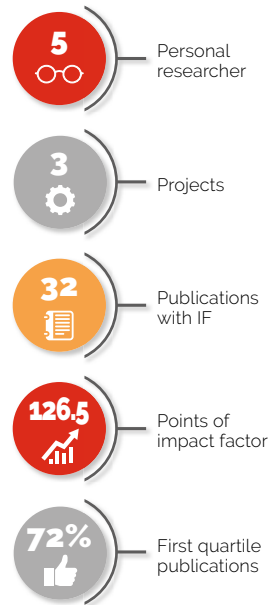 5
Personal
researcher
3
Projects
32
Publications
with IF
126.5
Points of
impact factor
72%
First quartile
publications